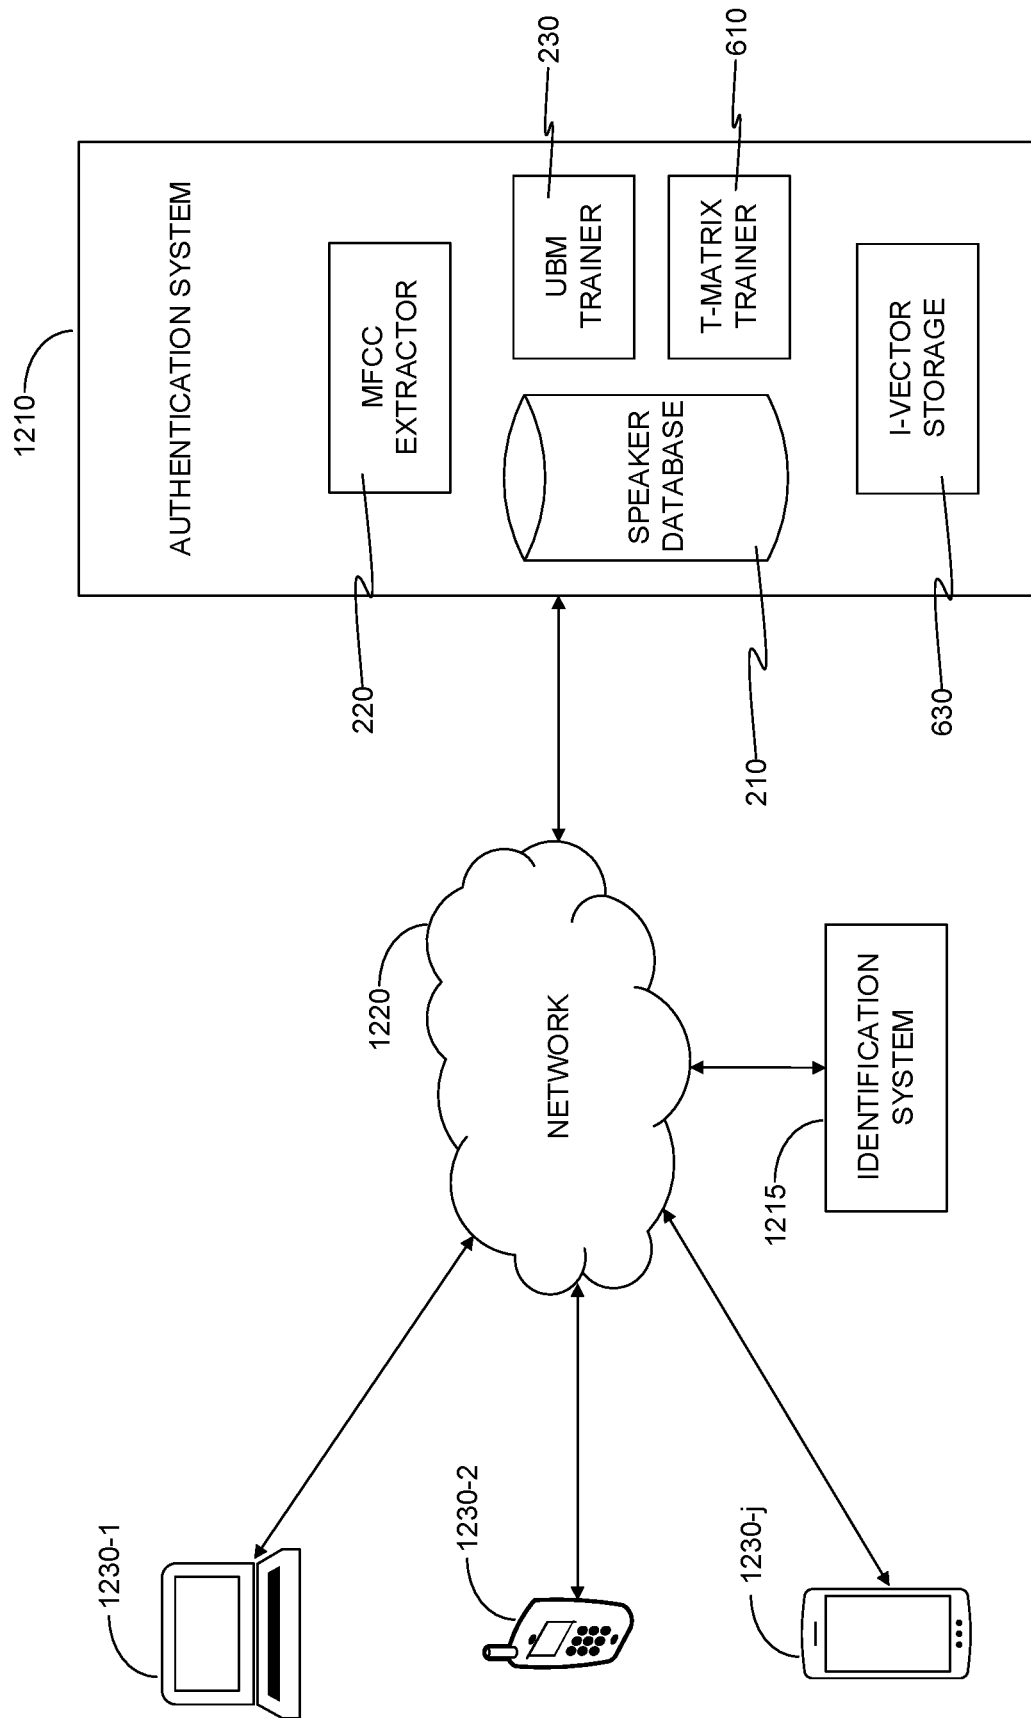 1210
AUTHENTICATION SYSTEM
MFCC
EXTRACTOR
220
UBM
TRAINER
230
T-MATRIX
TRAINER
610
SPEAKER
DATABASE
210
I-VECTOR
STORAGE
630
1220
NETWORK
1215
IDENTIFICATION
SYSTEM
1230-1
1230-2
1230-j